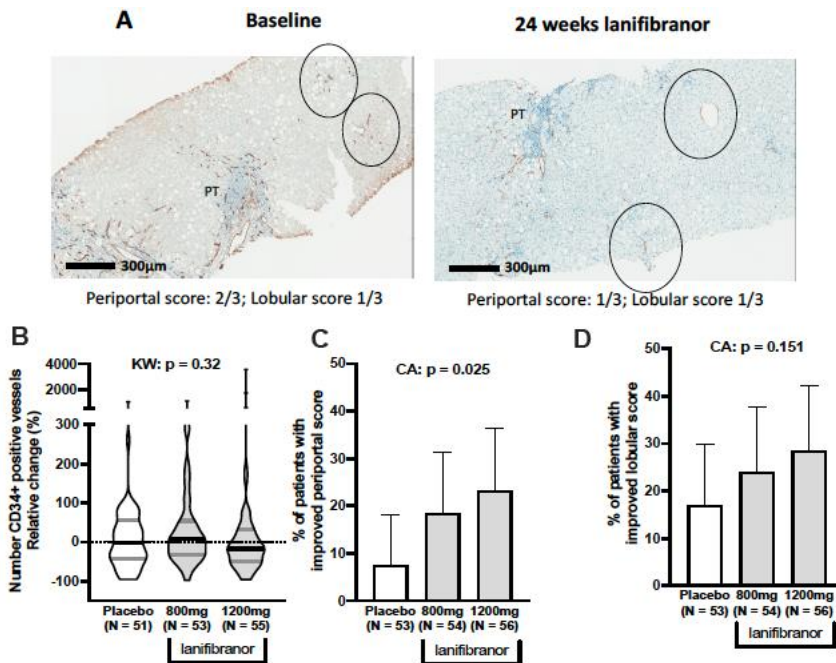 A
Baseline
24 weeks lanifibranor
PT
300µm
PT
300µm
Periportal score: 2/3; Lobular score 1/3
Periportal score: 1/3; Lobular score 1/3
B
KW: p = 0.32
Number CD34+ positive vessels
Relative change (%)
4000
2000
300
200
100
0
-100
Placebo
(N = 51)
800mg
(N = 53)
1200mg
(N = 55)
lanifibranor
C
CA: p = 0.025
% of patients with
improved periportal score
50
40
30
20
10
0
Placebo
(N = 53)
800mg
(N = 54)
1200mg
(N = 56)
lanifibranor
D
CA: p = 0.151
% of patients with
improved lobular score
50
40
30
20
10
0
Placebo
(N = 53)
800mg
(N = 54)
1200mg
(N = 56)
lanifibranor